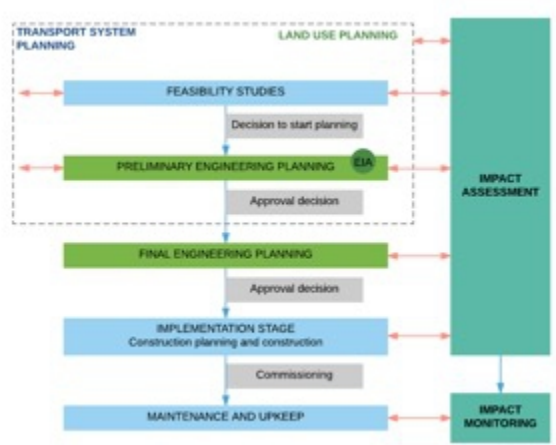 TRANSPORT SYSTEM
PLANNING
LAND USE PLANNING
FEASIBILITY STUDIES
Decision to start planning
PRELIMINARY ENGINEERING PLANNING
EIA
Approval decision
IMPACT
ASSESSMENT
FINAL ENGINEERING PLANNING
Approval decision
IMPLEMENTATION STAGE
Construction planning and construction
Commissioning
MAINTENANCE AND UPKEEP
IMPACT
MONITORING